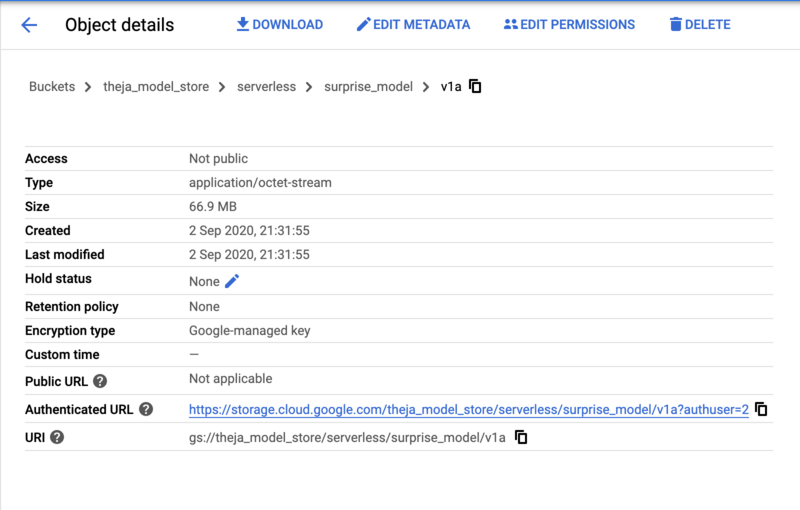 Object details DOWNLOAD EDIT METADATA EDIT PERMISSIONS DELETE
Buckets theja_model_store serverless surprise_model v1a
Access Not public
Type application/octet-stream
Size 66.9 MB
Created 2 Sep 2020, 21:31:55
Last modified 2 Sep 2020, 21:31:55
Hold status None
Retention policy None
Encryption type Google-managed key
Custom time —
Public URL Not applicable
Authenticated URL https://storage.cloud.google.com/theja_model_store/serverless/surprise_model/v1a?authuser=2
URI gs://theja_model_store/serverless/surprise_model/v1a